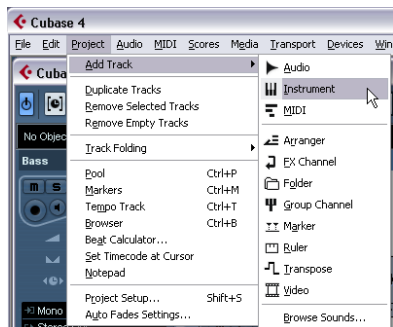 Cubase 4
File Edit Project Audio MIDI Scores Media Transport Devices Win
Cuba
Add Track
Duplicate Tracks
Remove Selected Tracks
Remove Empty Tracks
Track Folding
Pool Ctrl+P
Markers Ctrl+M
Tempo Track Ctrl+T
Browser Ctrl+B
Beat Calculator...
Set Timecode at Cursor
Notepad
Project Setup... Shift+S
Auto Fades Settings...
Audio
Instrument
MIDI
Arranger
FX Channel
Folder
Group Channel
Marker
Ruler
Transpose
Video
Browse Sounds...
No Objec
Bass
m S
Mono
Stereo